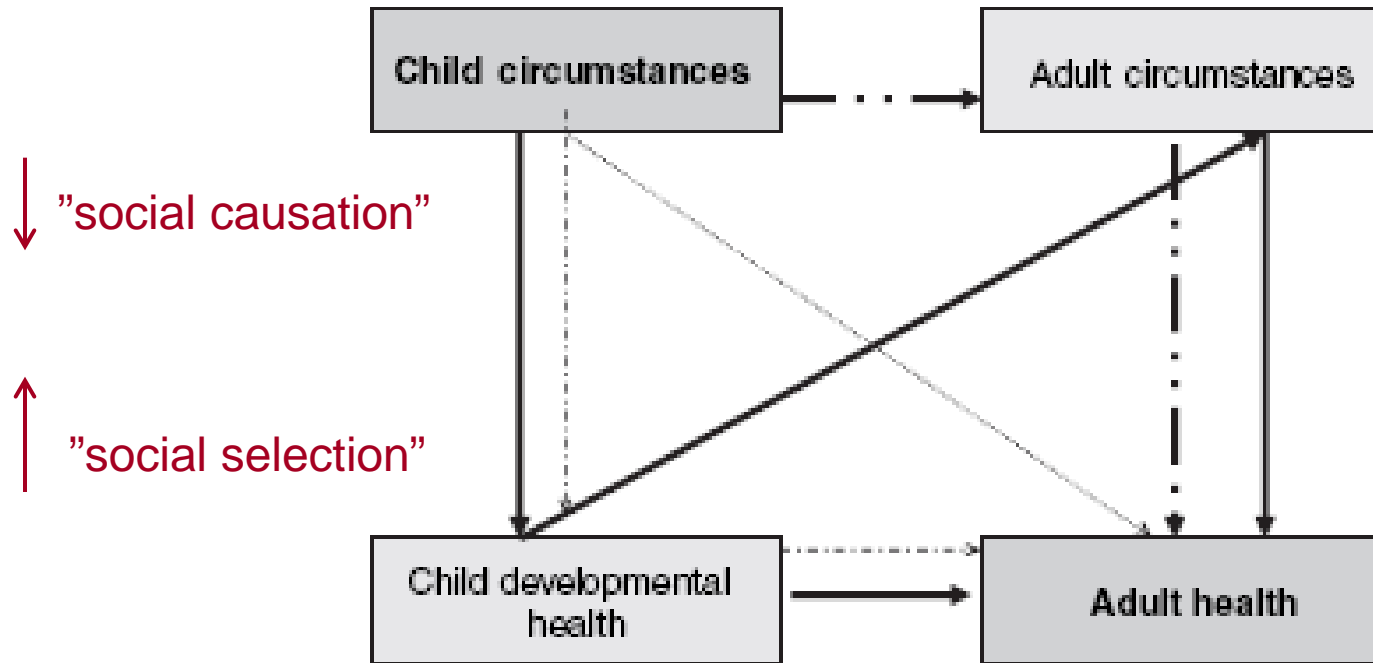 Child circumstances
Adult circumstances
”social causation”
”social selection”
Child developmental
health
Adult health